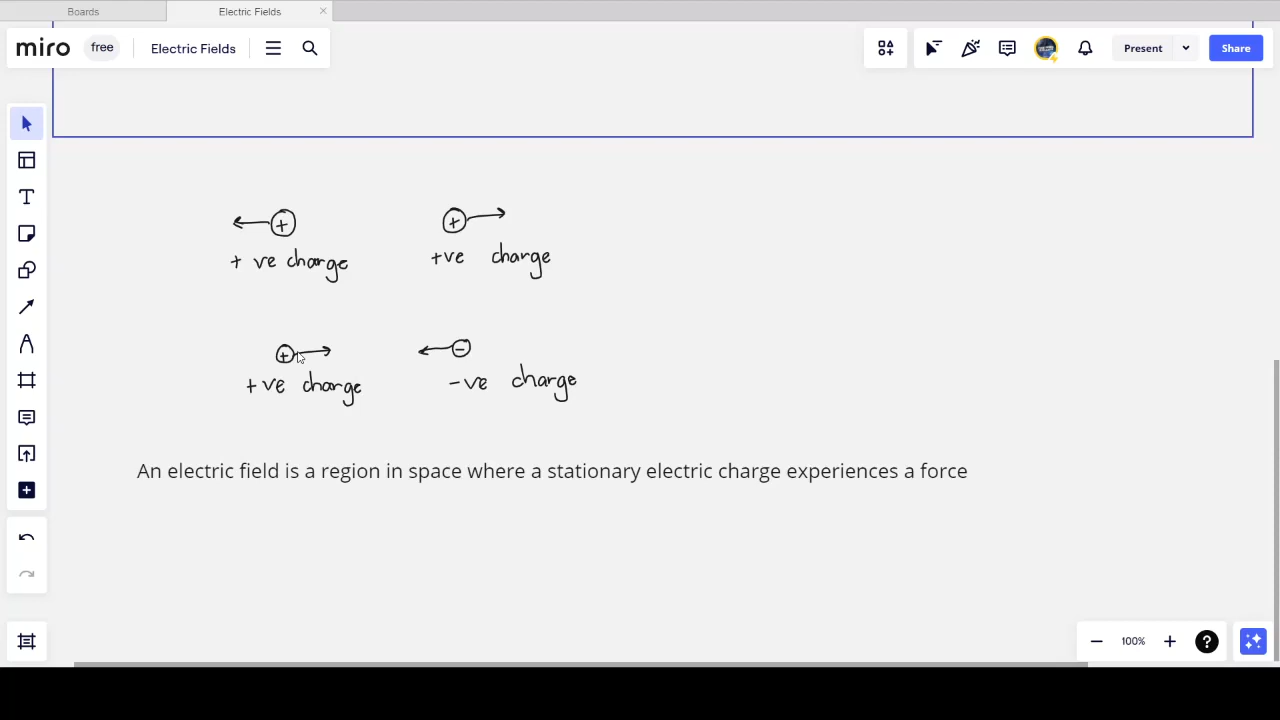 Boards Electric Fields
miro free Electric Fields Present Share
+ +
+ ve charge +ve charge
+ -
+ve charge -ve charge
An electric field is a region in space where a stationary electric charge experiences a force
- 100% + ?